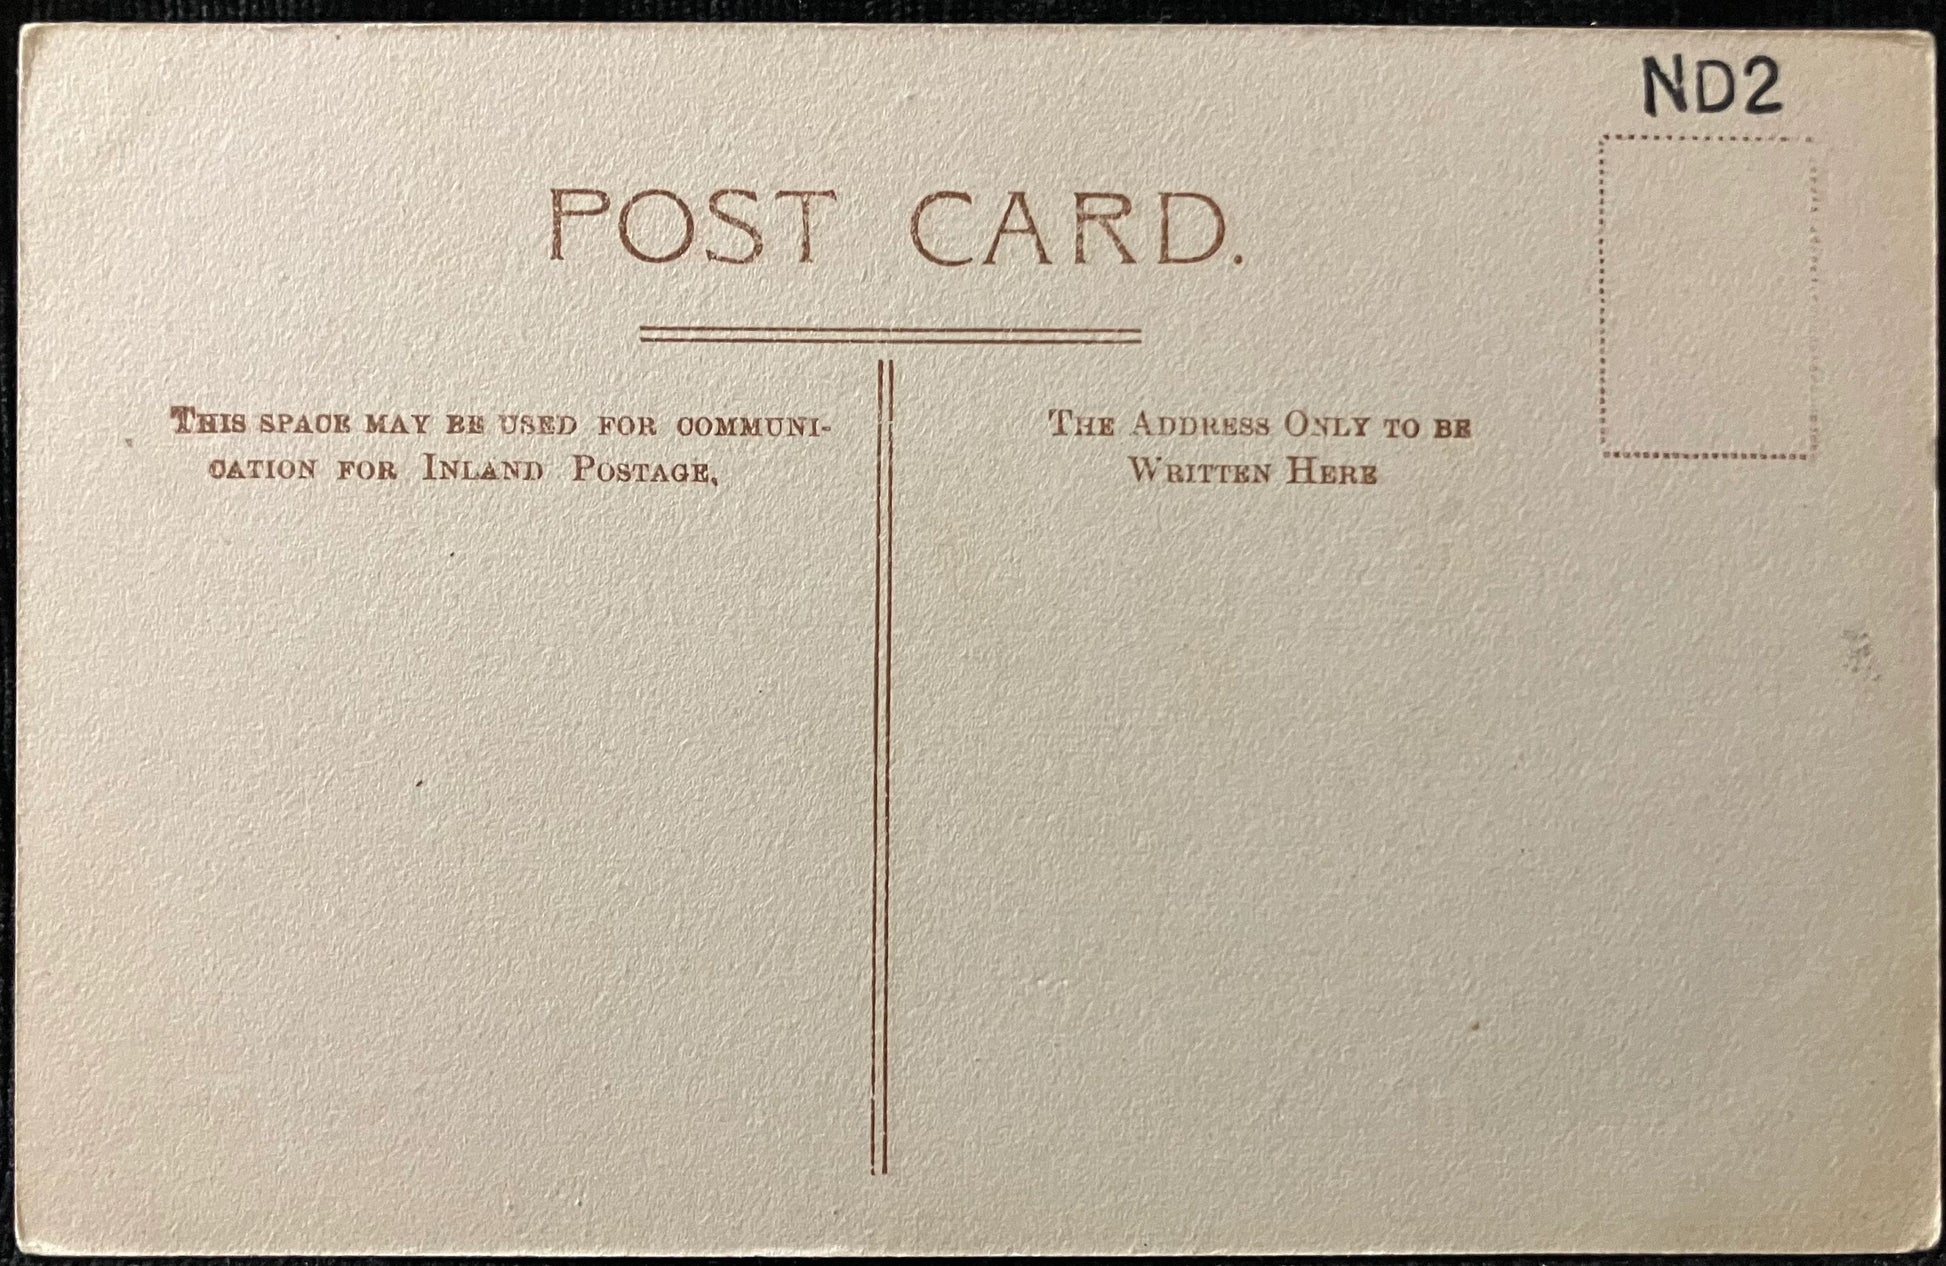 ND2
POST CARD.
THIS SPACE MAY BE USED FOR COMMUNI-
CATION FOR INLAND POSTAGE,
THE ADDRESS ONLY TO BE
WRITTEN HERE